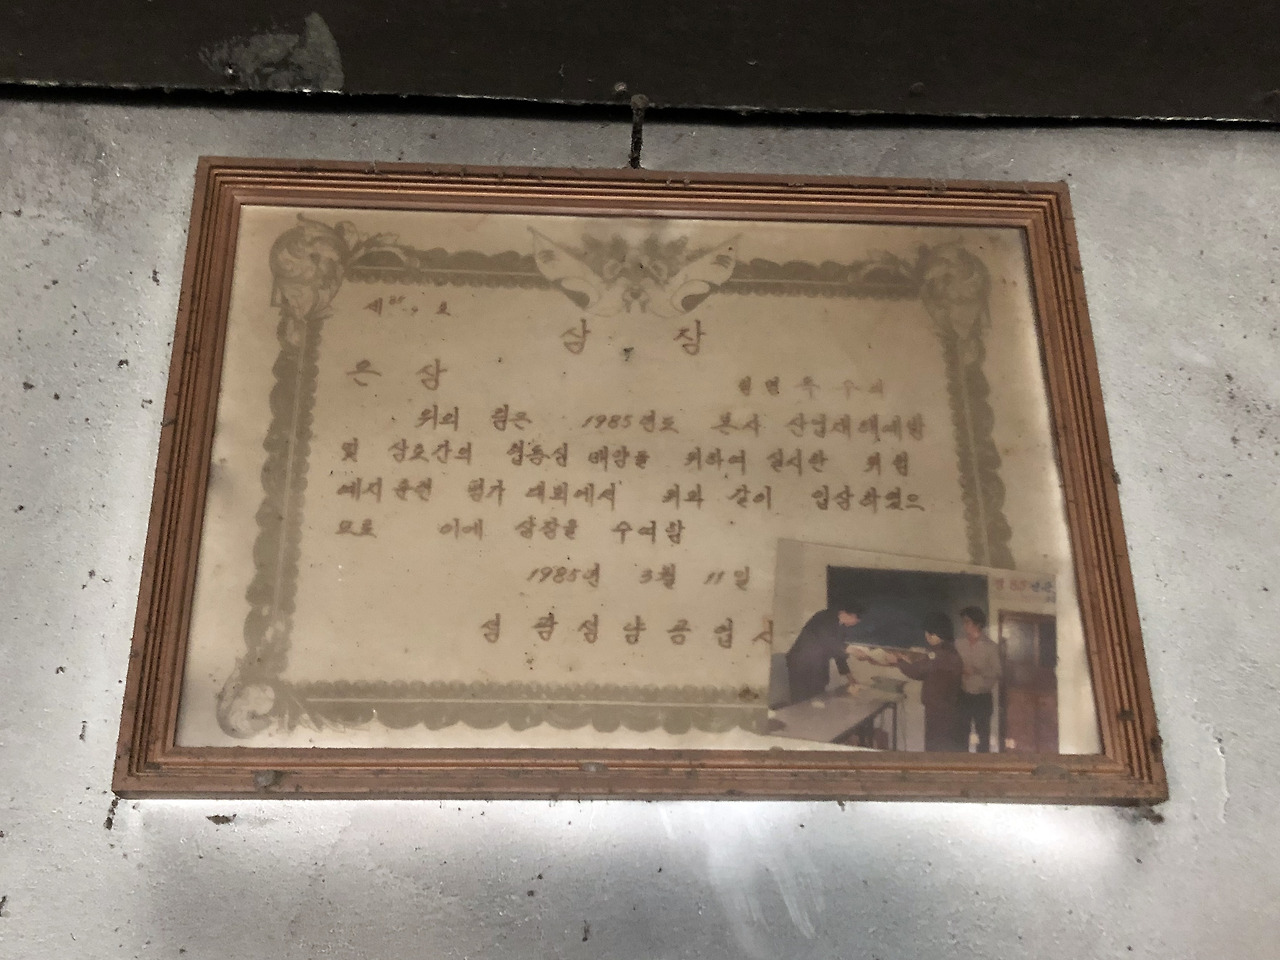 제 85-9 호
상 장
은 상
위의 팀은 1985년도 본사 산업재해예방
및 상호간의 협동심 배양을 위하여 실시한 위험
예지훈련 평가 대회에서 위와 같이 입상하였으
므로 이에 상장을 수여함
1985년 3월 11일